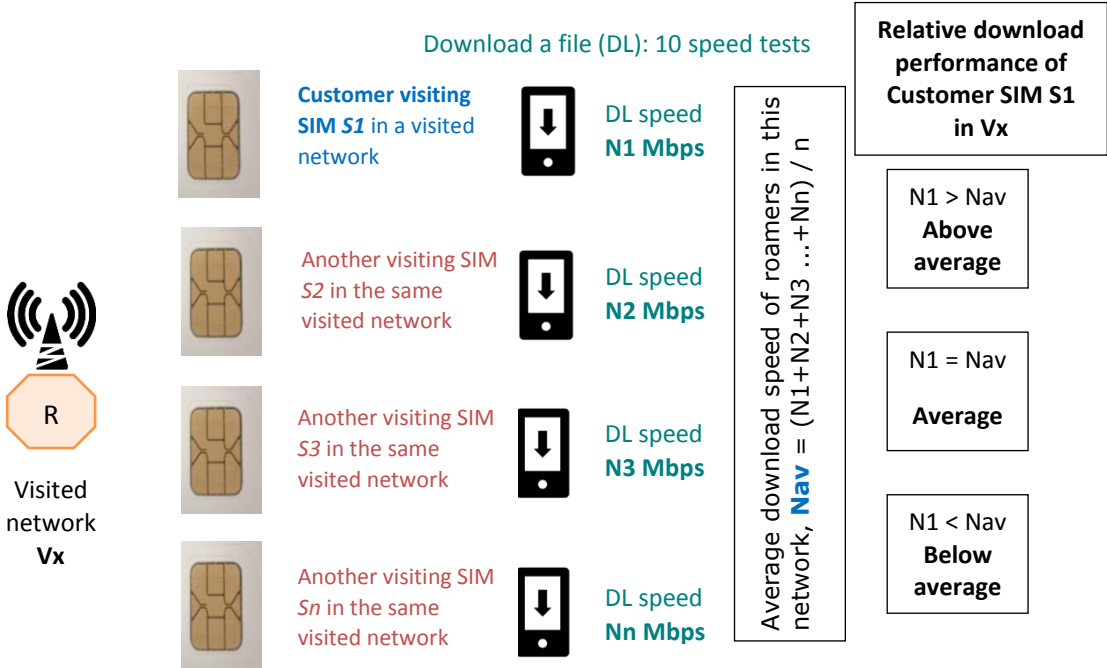 Download a file (DL): 10 speed tests
Relative download
performance of
Customer SIM S1
in Vx
Customer visiting
SIM S1 in a visited
network
DL speed
N1 Mbps
Another visiting SIM
S2 in the same
visited network
DL speed
N2 Mbps
Another visiting SIM
S3 in the same
visited network
DL speed
N3 Mbps
Another visiting SIM
Sn in the same
visited network
DL speed
Nn Mbps
R
Visited
network
Vx
Average download speed of roamers in this
network, Nav = (N1+N2+N3 ...+Nn) / n
N1 > Nav
Above
average
N1 = Nav
Average
N1 < Nav
Below
average